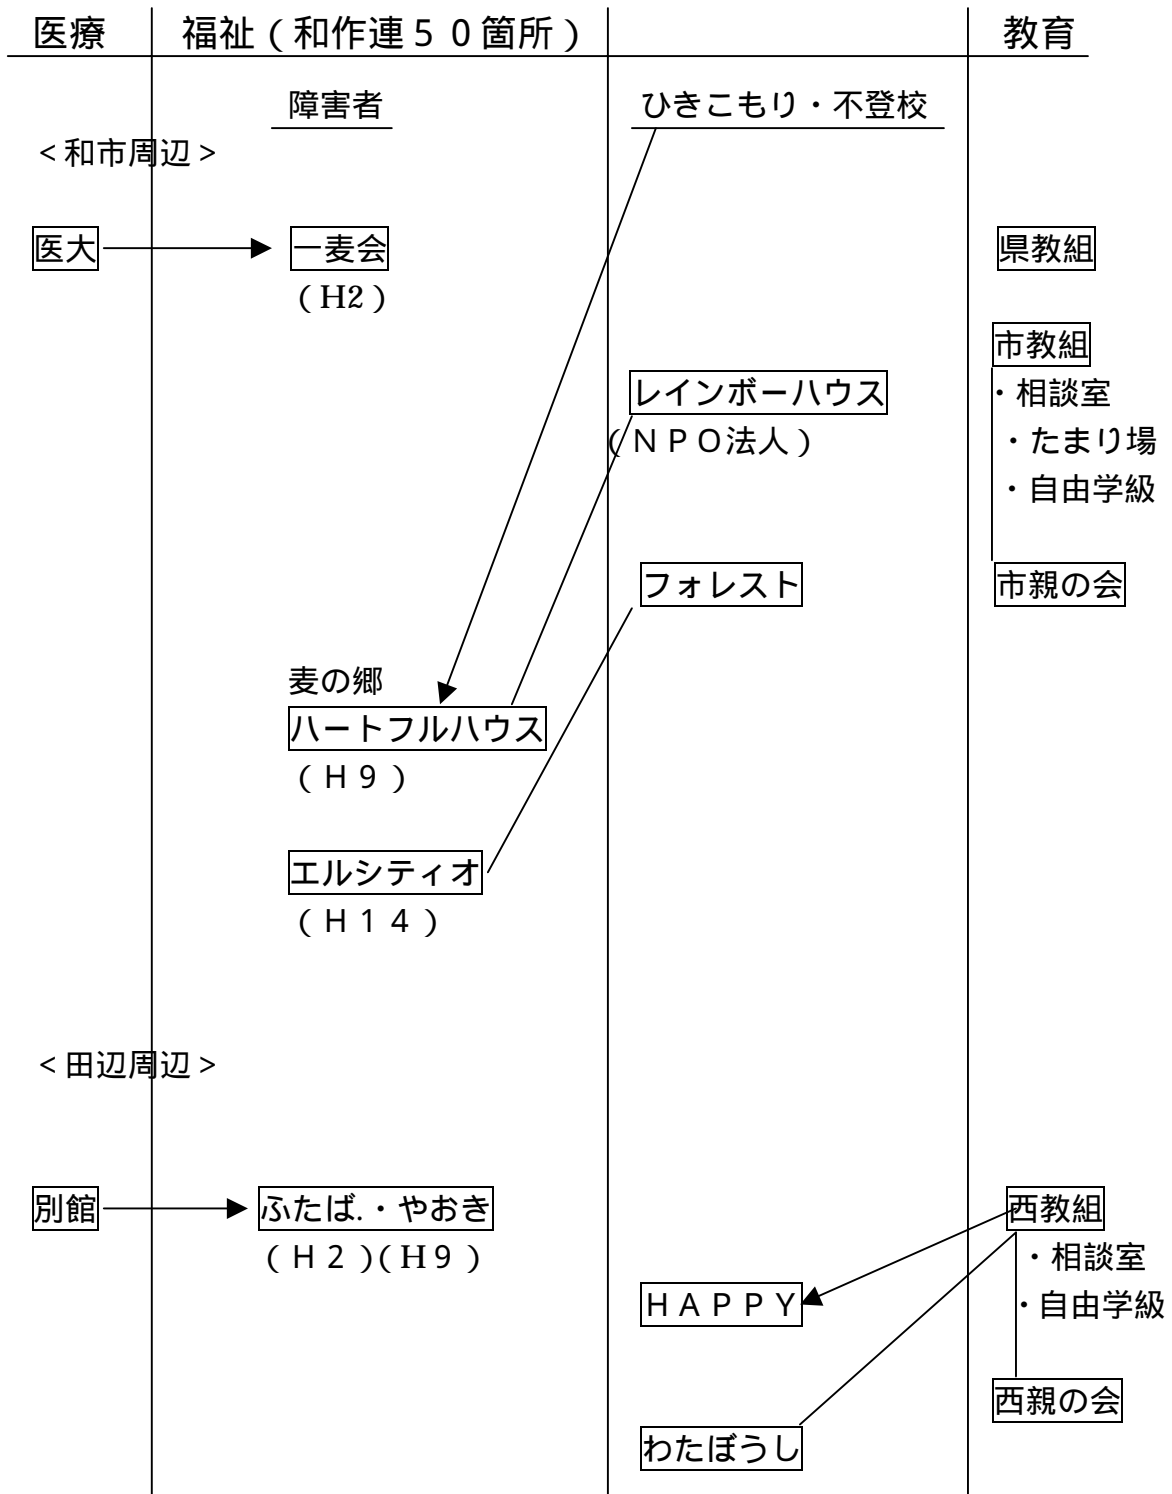 医療　福祉（和作連５０箇所）　教育
障害者　ひきこもり・不登校
＜和市周辺＞
医大　一麦会　県教組
（H2）
市教組
レインボーハウス　・相談室
（ＮＰＯ法人）　・たまり場
・自由学級
フォレスト　市親の会
麦の郷
ハートフルハウス
（Ｈ９）
エルシティオ
（Ｈ１４）
＜田辺周辺＞
別館　ふたば.・やおき　西教組
（Ｈ２）（H９）　・相談室
ＨＡＰＰＹ　・自由学級
西親の会
わたぼうし